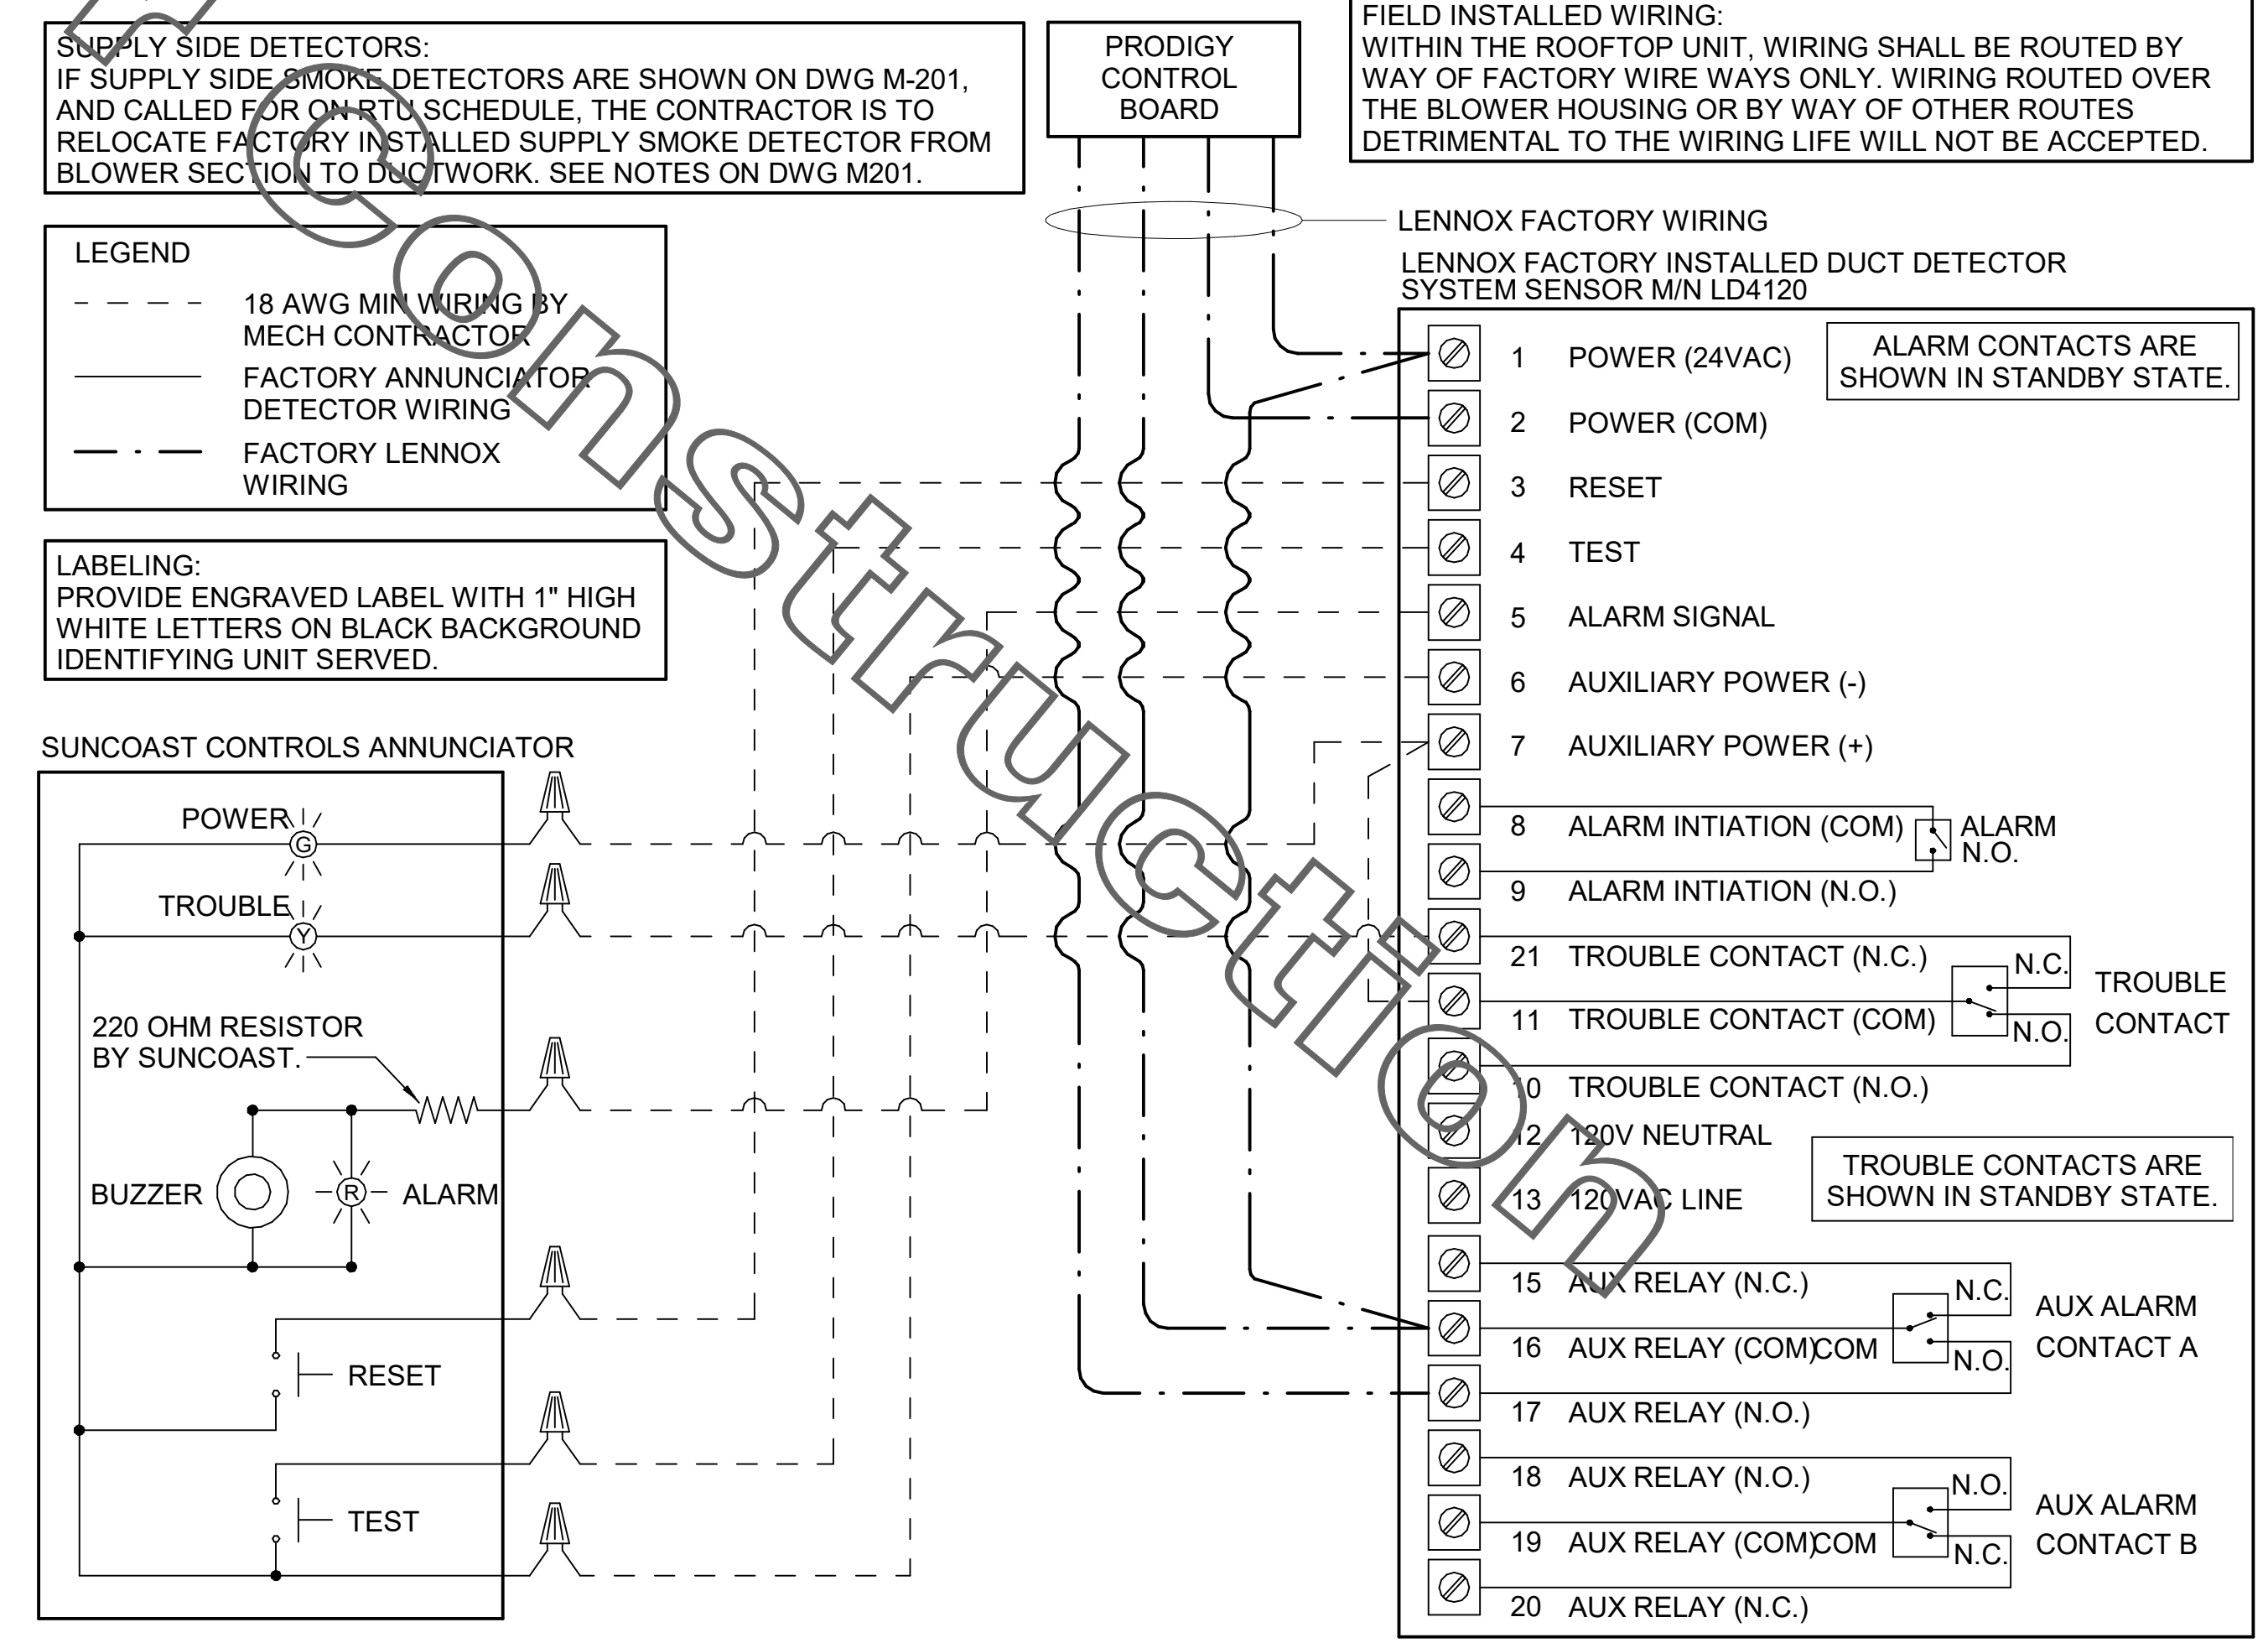 SUPPLY SIDE DETECTORS:
IF SUPPLY SIDE SMOKE DETECTORS ARE SHOWN ON DWG M-201,
AND CALLED FOR ON RTU SCHEDULE, THE CONTRACTOR IS TO
RELOCATE FACTORY INSTALLED SUPPLY SMOKE DETECTOR FROM
BLOWER SECTION TO DUCTWORK. SEE NOTES ON DWG M201.
PRODIGY
CONTROL
BOARD
FIELD INSTALLED WIRING:
WITHIN THE ROOFTOP UNIT, WIRING SHALL BE ROUTED BY
WAY OF FACTORY WIRE WAYS ONLY. WIRING ROUTED OVER
THE BLOWER HOUSING OR BY WAY OF OTHER ROUTES
DETRIMENTAL TO THE WIRING LIFE WILL NOT BE ACCEPTED.
LEGEND
18 AWG MIN WIRING BY
MECH CONTRACTOR
FACTORY ANNUNCIATOR
DETECTOR WIRING
FACTORY LENNOX
WIRING
LABELING:
PROVIDE ENGRAVED LABEL WITH 1" HIGH
WHITE LETTERS ON BLACK BACKGROUND
IDENTIFYING UNIT SERVED.
LENNOX FACTORY WIRING
LENNOX FACTORY INSTALLED DUCT DETECTOR
SYSTEM SENSOR M/N LD4120
ALARM CONTACTS ARE
SHOWN IN STANDBY STATE.
1 POWER (24VAC)
2 POWER (COM)
3 RESET
4 TEST
5 ALARM SIGNAL
6 AUXILIARY POWER (-)
7 AUXILIARY POWER (+)
8 ALARM INTIATION (COM)
ALARM
N.O.
9 ALARM INTIATION (N.O.)
21 TROUBLE CONTACT (N.C.)
N.C.
TROUBLE
CONTACT
11 TROUBLE CONTACT (COM)
N.O.
10 TROUBLE CONTACT (N.O.)
12 120V NEUTRAL
13 120VAC LINE
TROUBLE CONTACTS ARE
SHOWN IN STANDBY STATE.
15 AUX RELAY (N.C.)
N.C.
AUX ALARM
CONTACT A
16 AUX RELAY (COM)COM
N.O.
17 AUX RELAY (N.O.)
18 AUX RELAY (N.O.)
N.O.
AUX ALARM
CONTACT B
19 AUX RELAY (COM)COM
N.C.
20 AUX RELAY (N.C.)
SUNCOAST CONTROLS ANNUNCIATOR
POWER
G
TROUBLE
Y
220 OHM RESISTOR
BY SUNCOAST.
BUZZER
R
ALARM
RESET
TEST
Construction